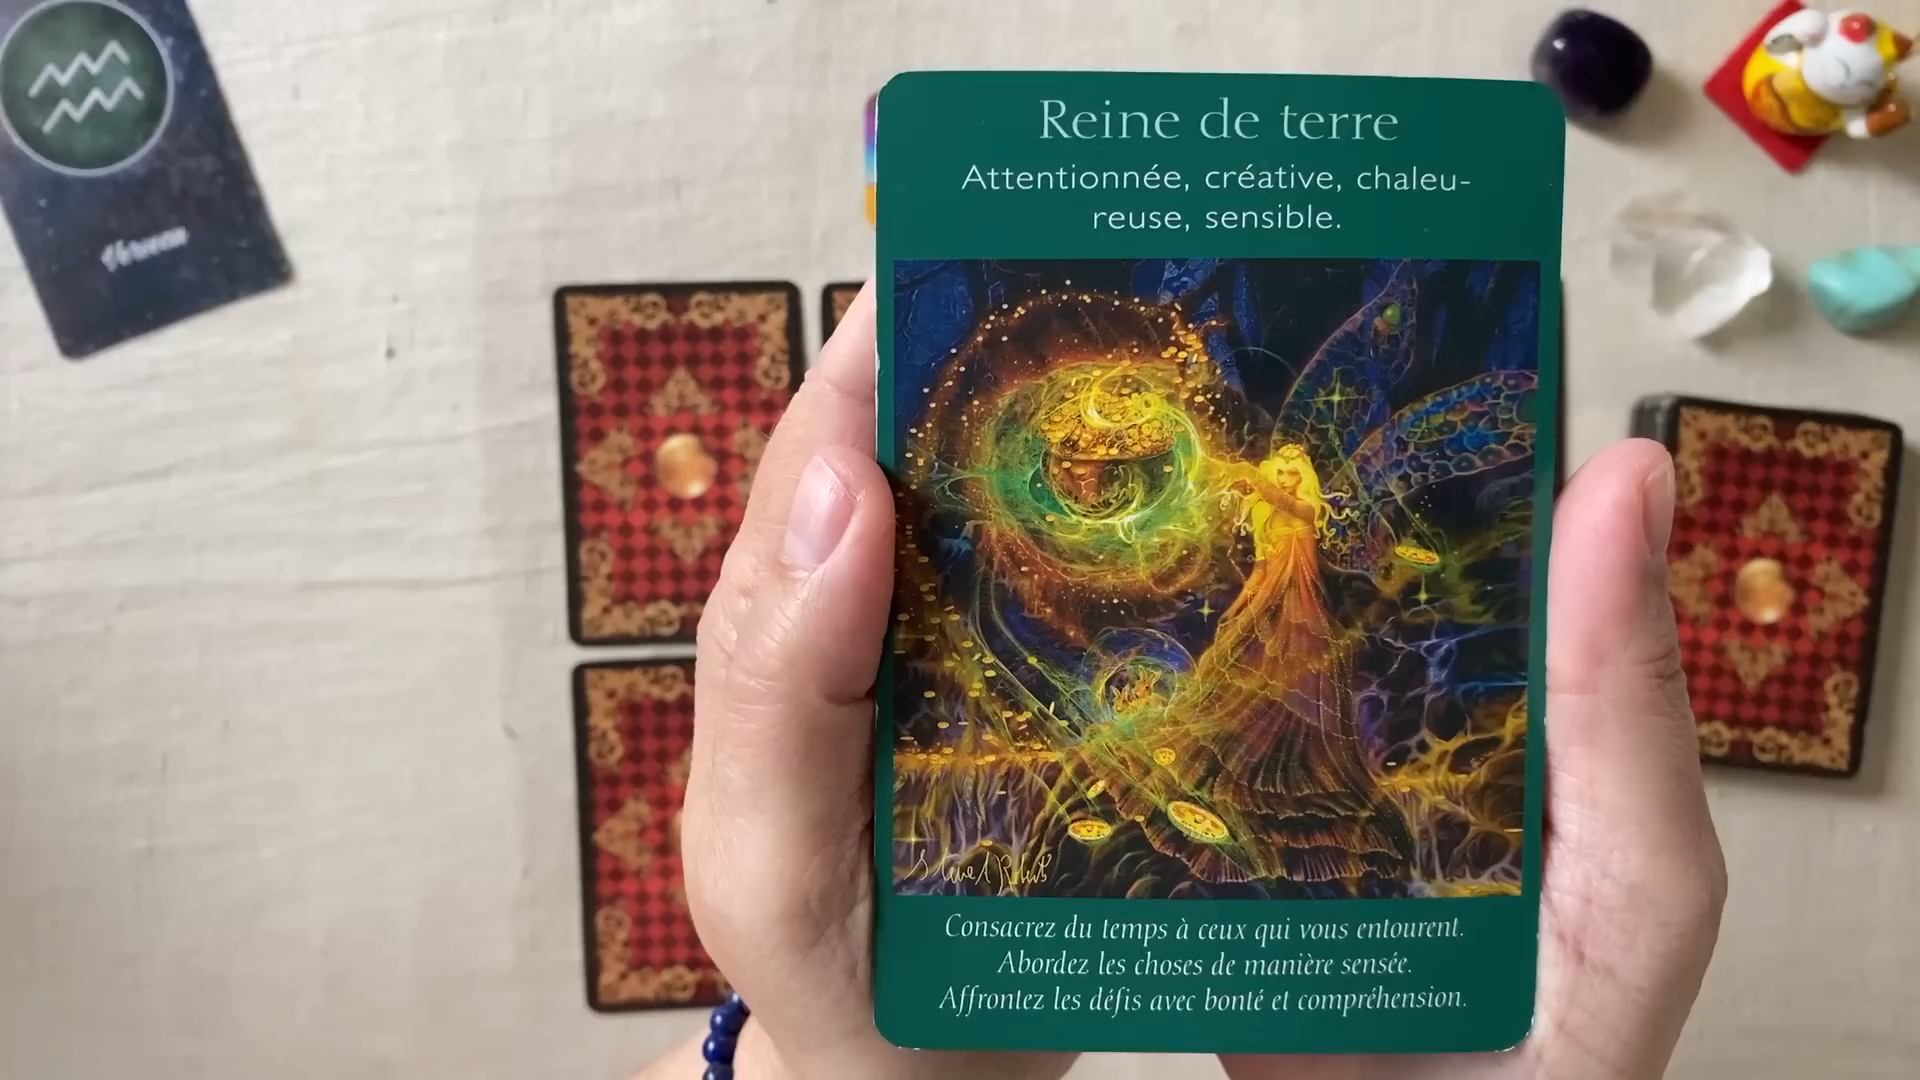 Reine de terre
Attentionnée, créative, chaleu-
reuse, sensible.
Consacrez du temps à ceux qui vous entourent.
Abordez les choses de manière sensée.
Affrontez les défis avec bonté et compréhension.